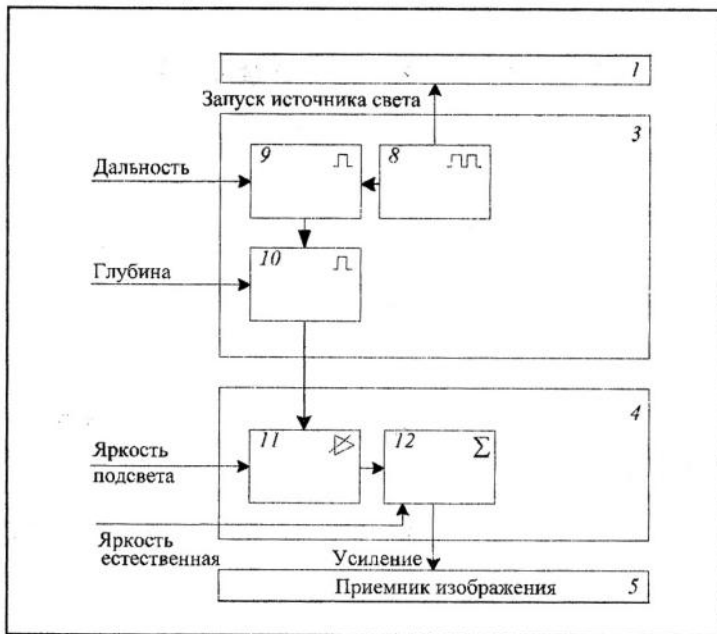 1
Запуск источника света
3
9
8
Дальность
10
Глубина
4
11
12
Σ
Яркость
подсвета
Яркость
естественная
Усиление
Приемник изображения 5